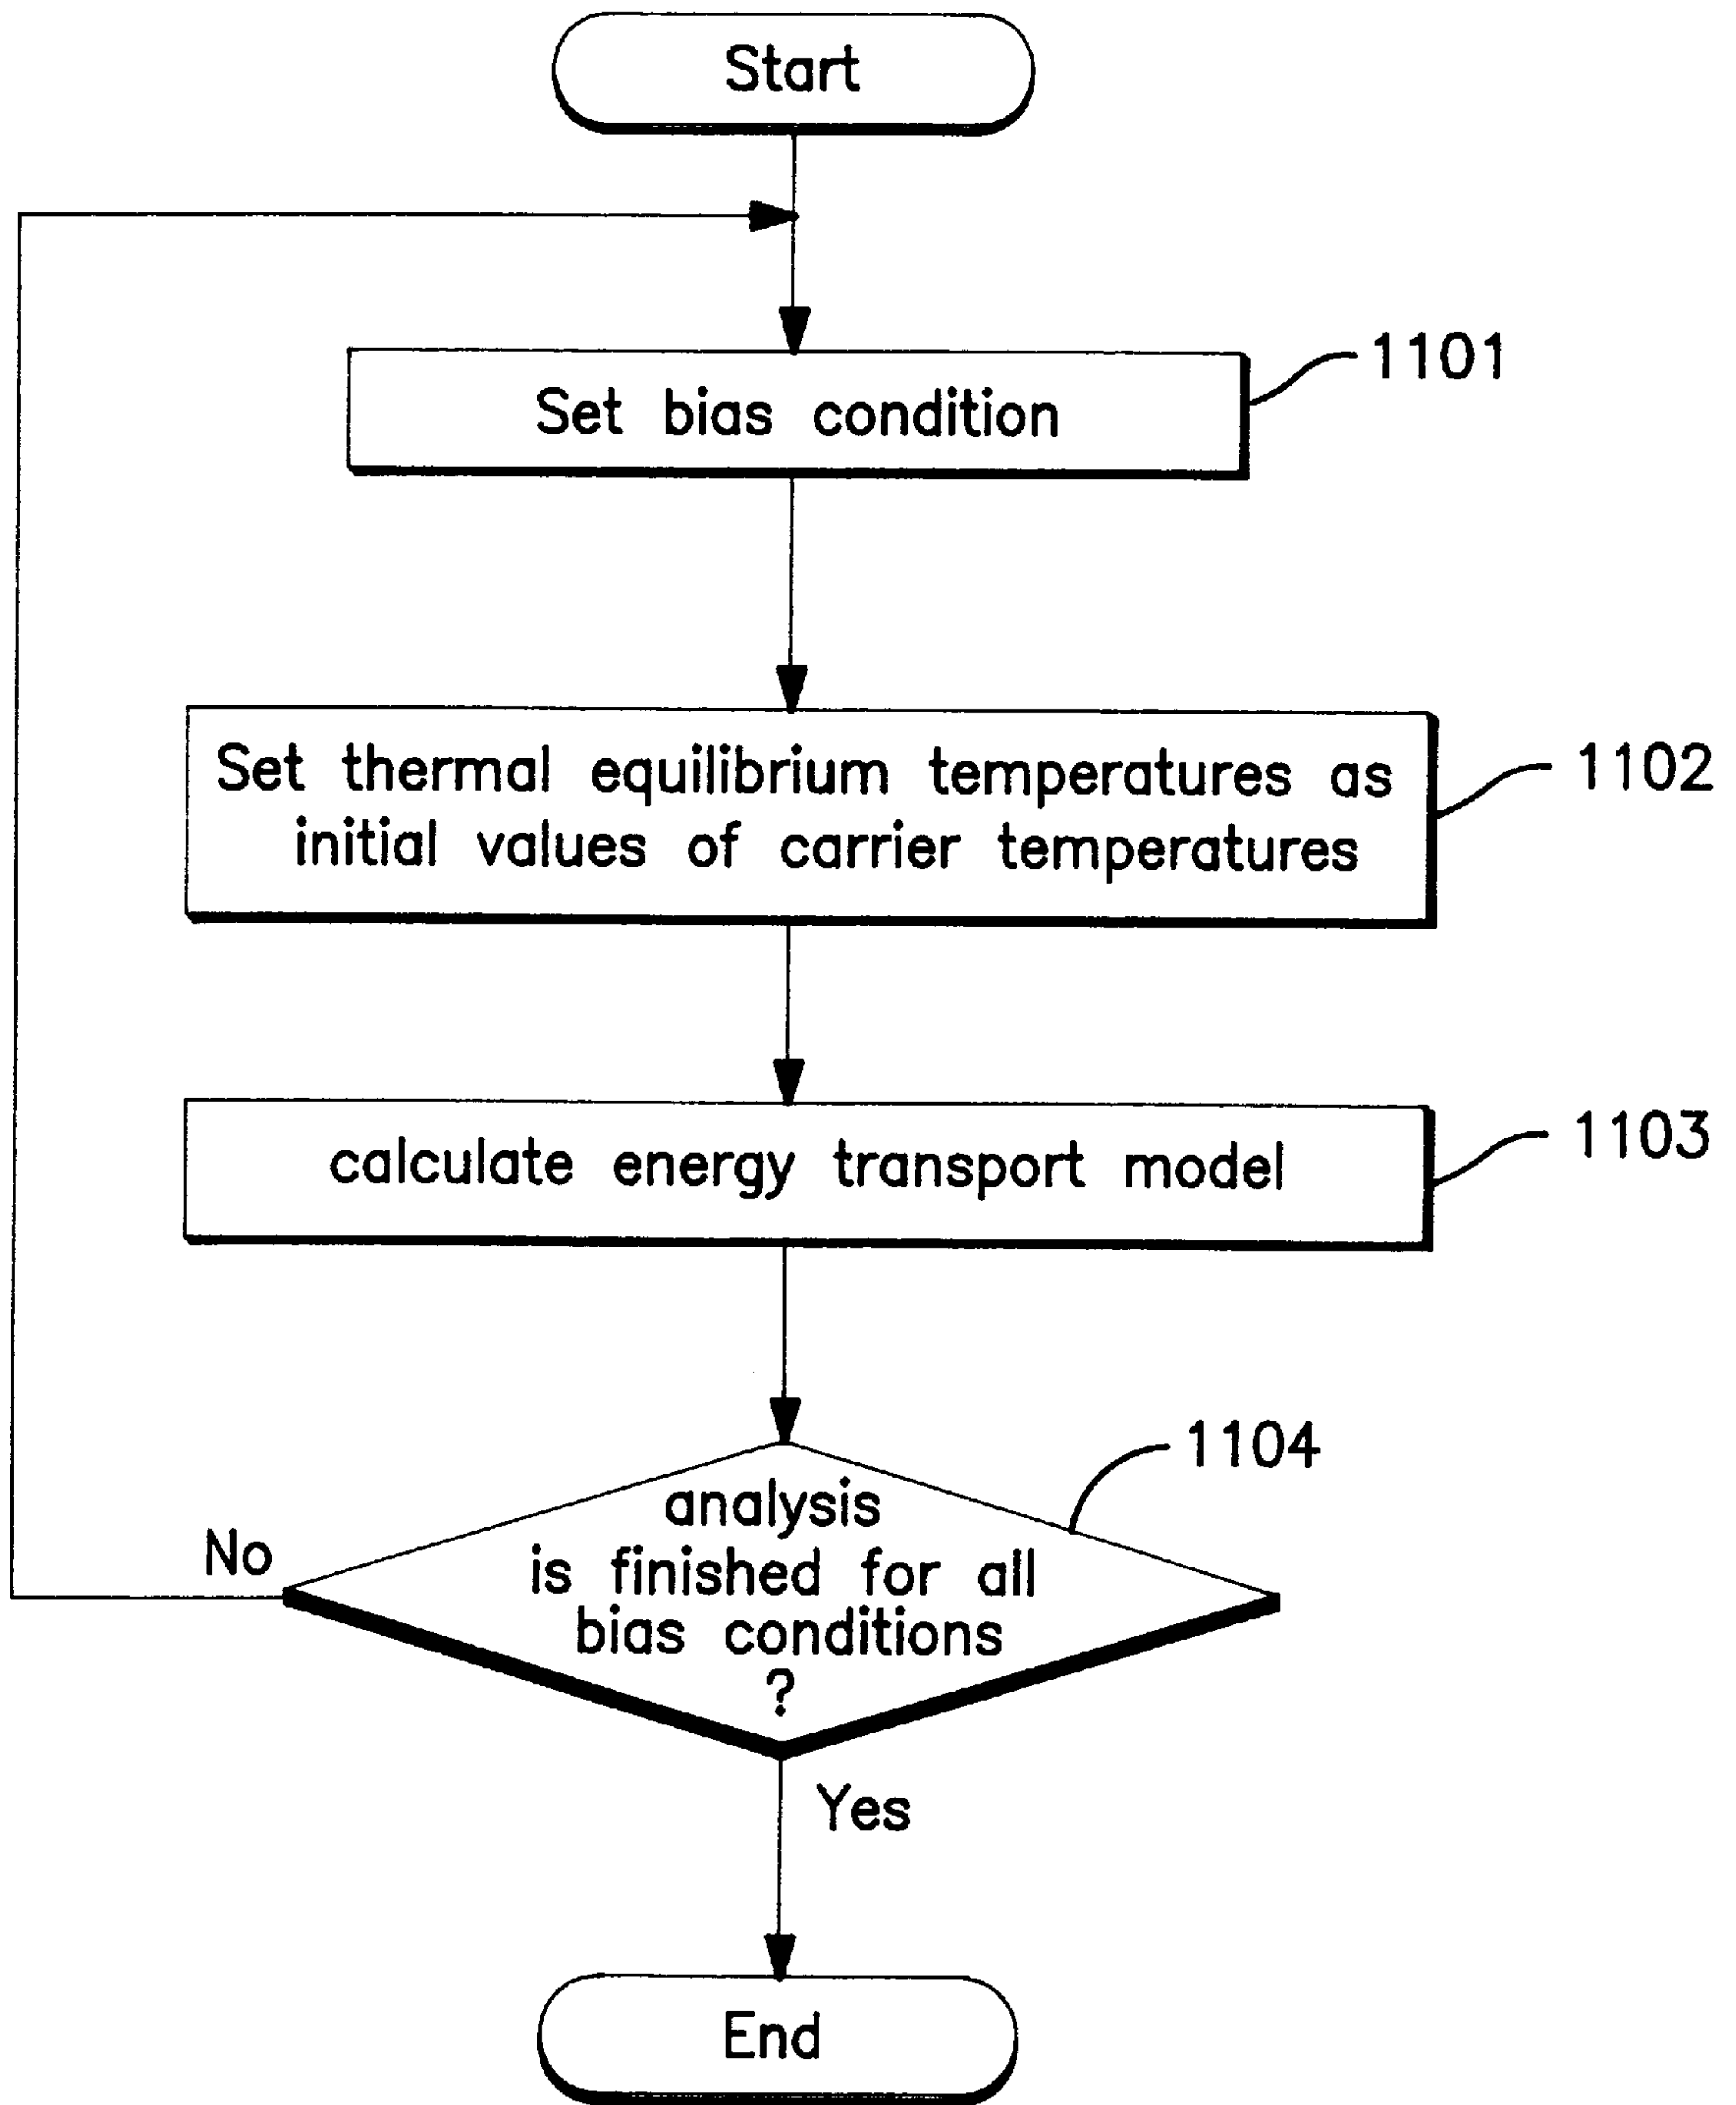 Start
1101
Set bias condition
1102
Set thermal equilibrium temperatures as
initial values of carrier temperatures
1103
calculate energy transport model
1104
analysis
is finished for all
bias conditions
?
No
Yes
End